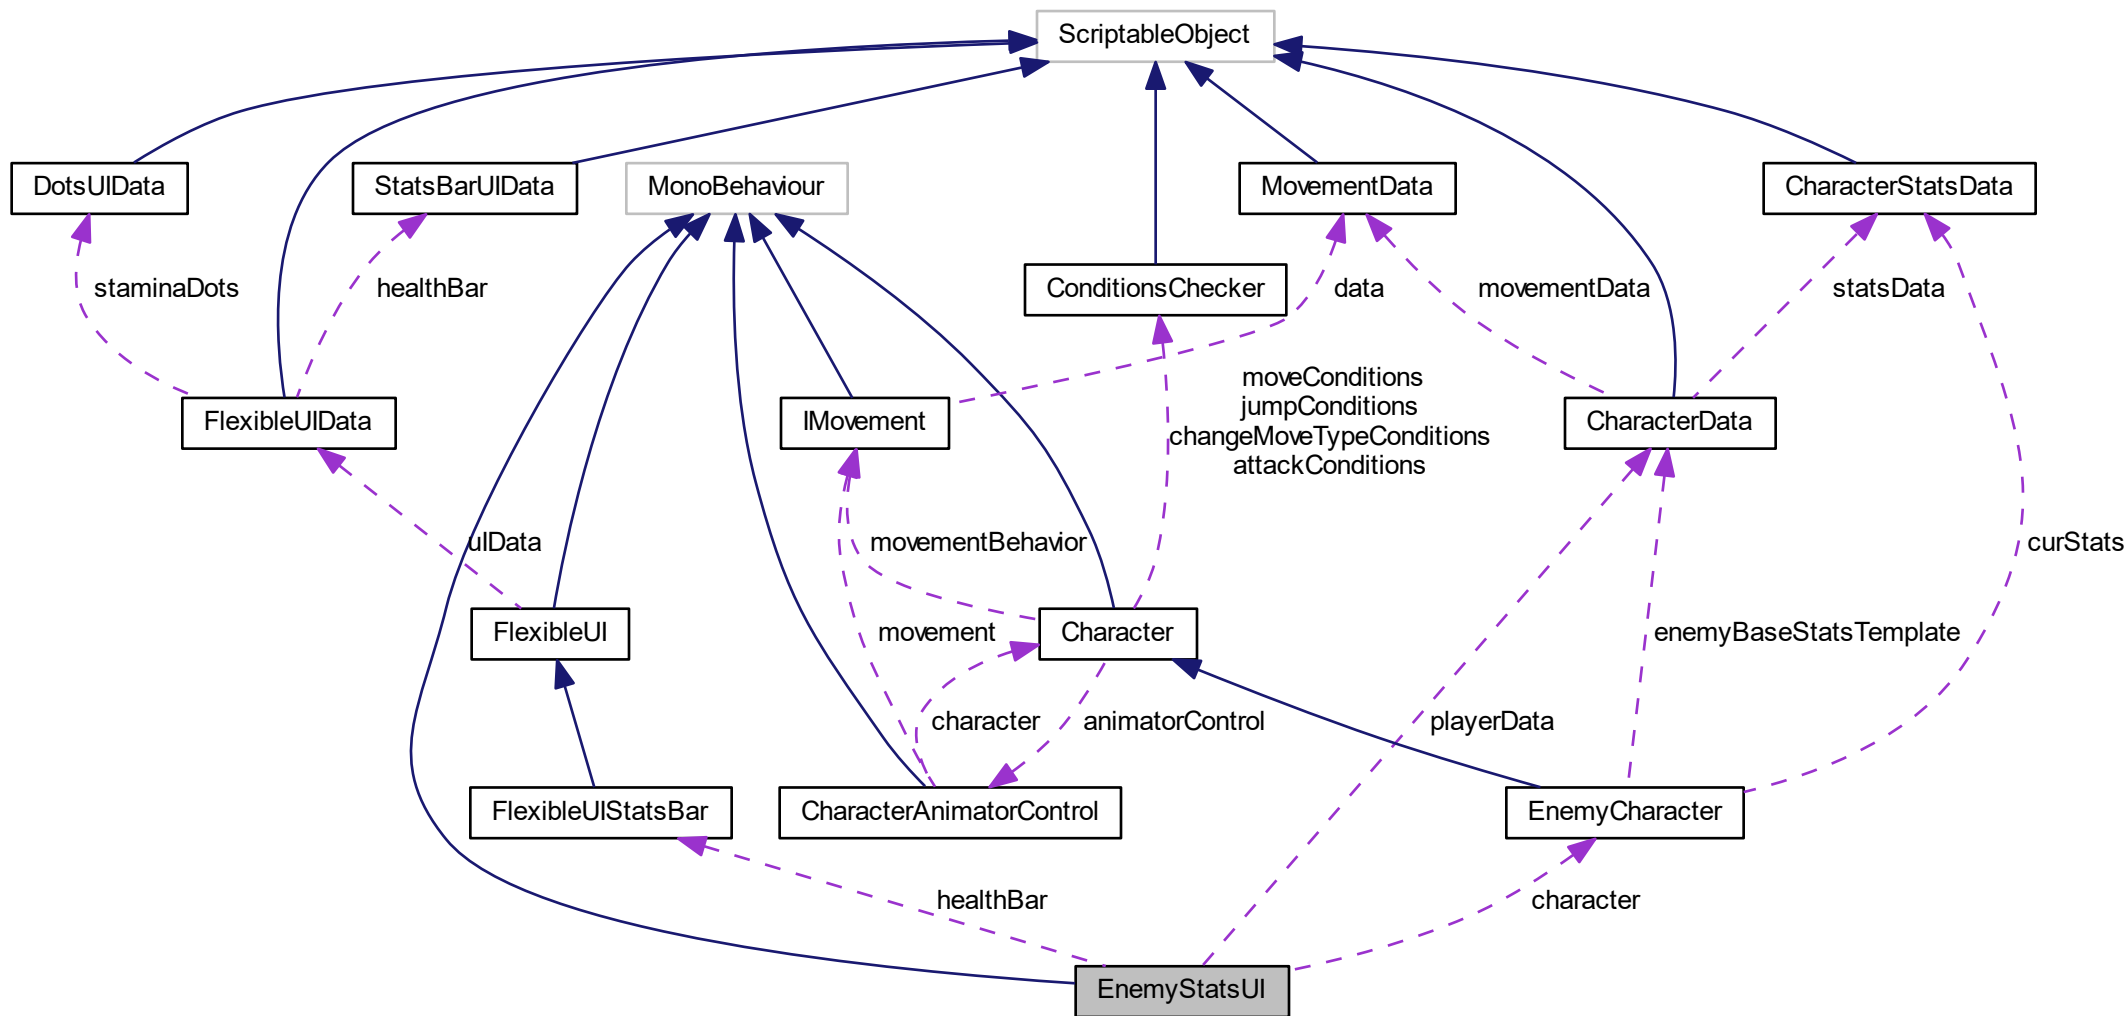 ScriptableObject
DotsUIData
StatsBarUIData
MonoBehaviour
MovementData
CharacterStatsData
staminaDots
healthBar
ConditionsChecker
data
movementData
statsData
moveConditions
jumpConditions
changeMoveTypeConditions
attackConditions
FlexibleUIData
IMovement
CharacterData
uIData
movementBehavior
curStats
FlexibleUI
movement
Character
enemyBaseStatsTemplate
character
animatorControl
playerData
FlexibleUIStatsBar
CharacterAnimatorControl
EnemyCharacter
healthBar
character
EnemyStatsUI